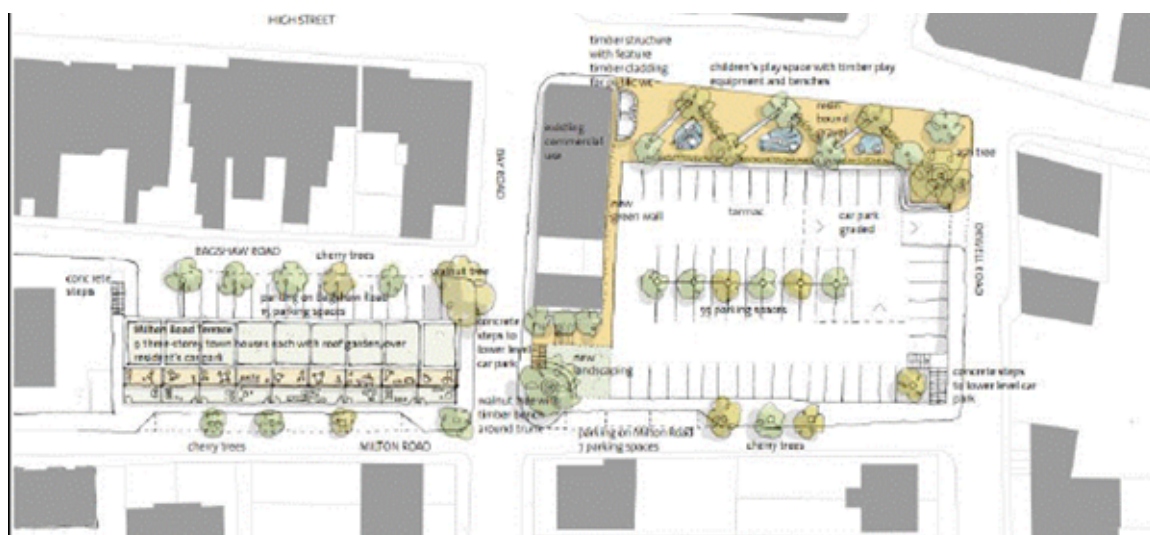 HIGH STREET
timber structure
with feature
timber cladding
for public wc
children's play space with timber play
equipment and benches
resin
bound
gravel
existing
commercial
use
ash tree
BAY ROAD
new
green wall
tarmac
car park
graded
BAGSHAW ROAD
cherry trees
walnut tree
concrete
steps
parking on Bagshaw Road
15 parking spaces
Milton Road Terrace
9 three-storey town houses each with roof garden over
resident's car park
concrete
steps to
lower level
car park
new
landscaping
55 parking spaces
ROAD
concrete steps
to lower level car
park
walnut tree with
timber bench
around trunk
cherry trees
MILTON ROAD
parking on Milton Road
7 parking spaces
cherry trees